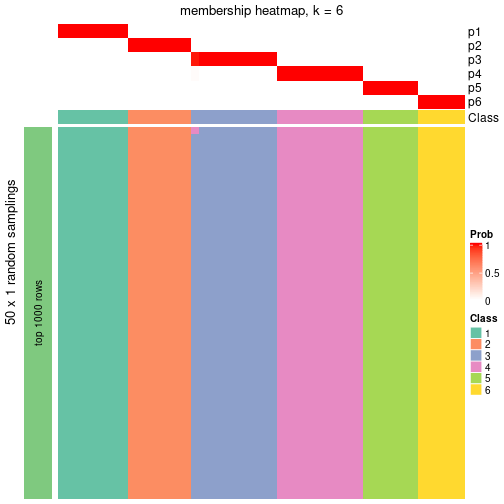 membership heatmap, k = 6
p1
p2
p3
p4
p5
p6
Class
50 x 1 random samplings
top 1000 rows
Prob
1
0.5
0
Class
1
2
3
4
5
6